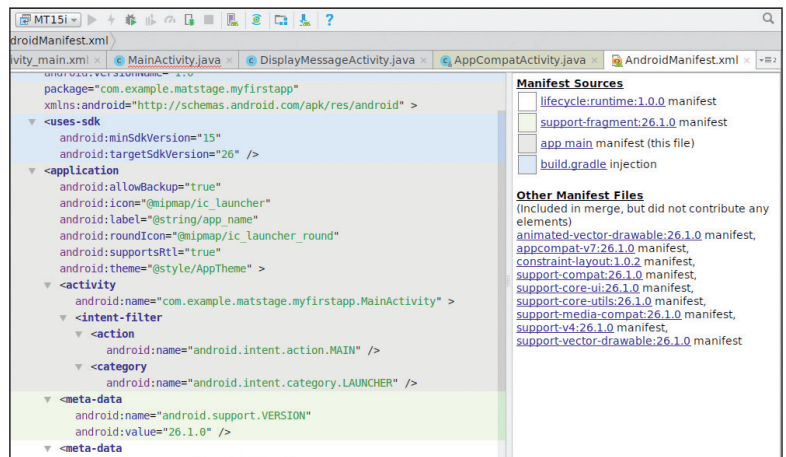 MT15i
?
droidManifest.xml
ivity_main.xml × MainActivity.java × DisplayMessageActivity.java × AppCompatActivity.java × AndroidManifest.xml ×
android:versionName="1.0"
package="com.example.matstage.myfirstapp"
xmlns:android="http://schemas.android.com/apk/res/android" >
<uses-sdk
android:minSdkVersion="15"
android:targetSdkVersion="26" />
<application
android:allowBackup="true"
android:icon="@mipmap/ic_launcher"
android:label="@string/app_name"
android:roundIcon="@mipmap/ic_launcher_round"
android:supportsRtl="true"
android:theme="@style/AppTheme" >
<activity
android:name="com.example.matstage.myfirstapp.MainActivity" >
<intent-filter
<action
android:name="android.intent.action.MAIN" />
<category
android:name="android.intent.category.LAUNCHER" />
<meta-data
android:name="android.support.VERSION"
android:value="26.1.0" />
<meta-data
Manifest Sources
lifecycle:runtime:1.0.0 manifest
support-fragment:26.1.0 manifest
app main manifest (this file)
build.gradle injection
Other Manifest Files
(Included in merge, but did not contribute any
elements)
animated-vector-drawable:26.1.0 manifest,
appcompat-v7:26.1.0 manifest,
constraint-layout:1.0.2 manifest,
support-compat:26.1.0 manifest,
support-core-ui:26.1.0 manifest,
support-core-utils:26.1.0 manifest,
support-media-compat:26.1.0 manifest,
support-v4:26.1.0 manifest,
support-vector-drawable:26.1.0 manifest